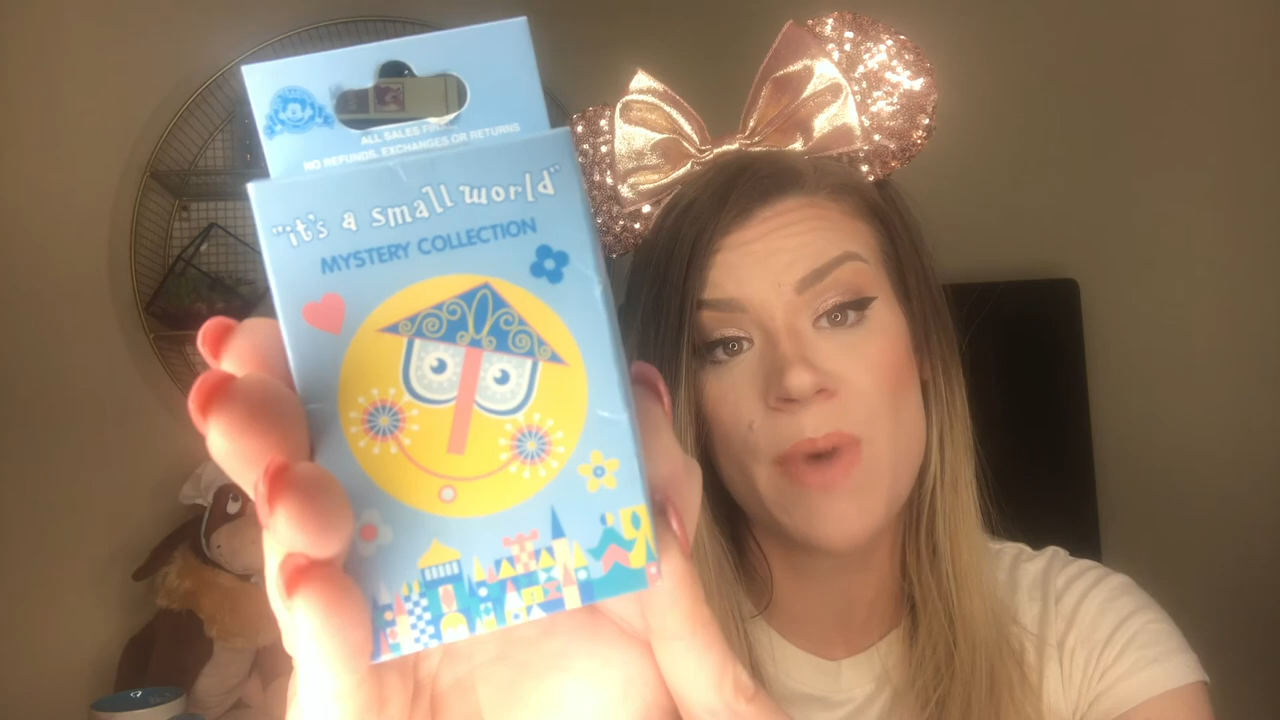 ALL SALES FINAL
NO REFUNDS, EXCHANGES OR RETURNS
"it's a small world"
MYSTERY COLLECTION